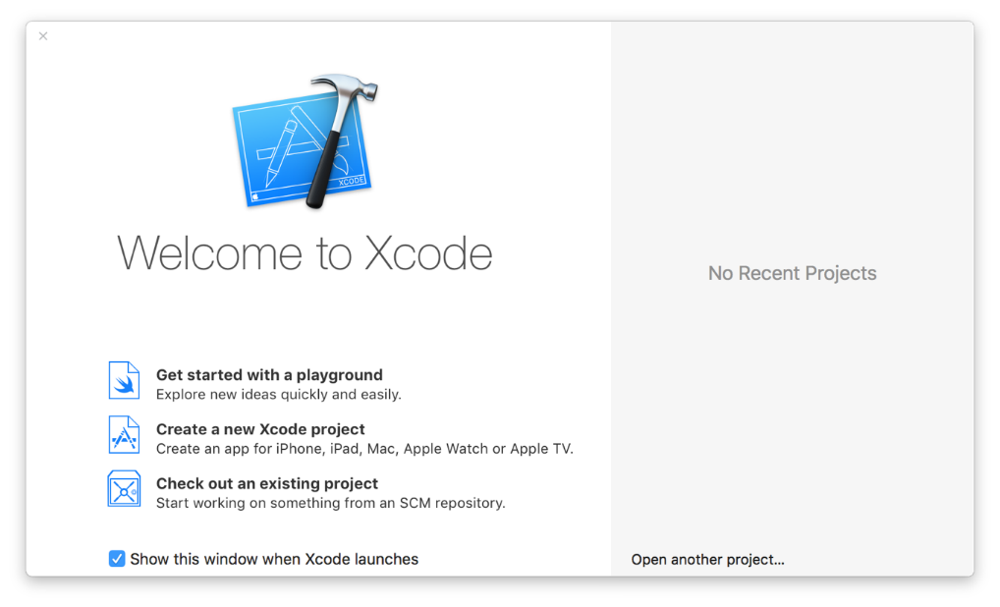 XCODE
Welcome to Xcode
No Recent Projects
Get started with a playground
Explore new ideas quickly and easily.
Create a new Xcode project
Create an app for iPhone, iPad, Mac, Apple Watch or Apple TV.
Check out an existing project
Start working on something from an SCM repository.
Show this window when Xcode launches
Open another project...